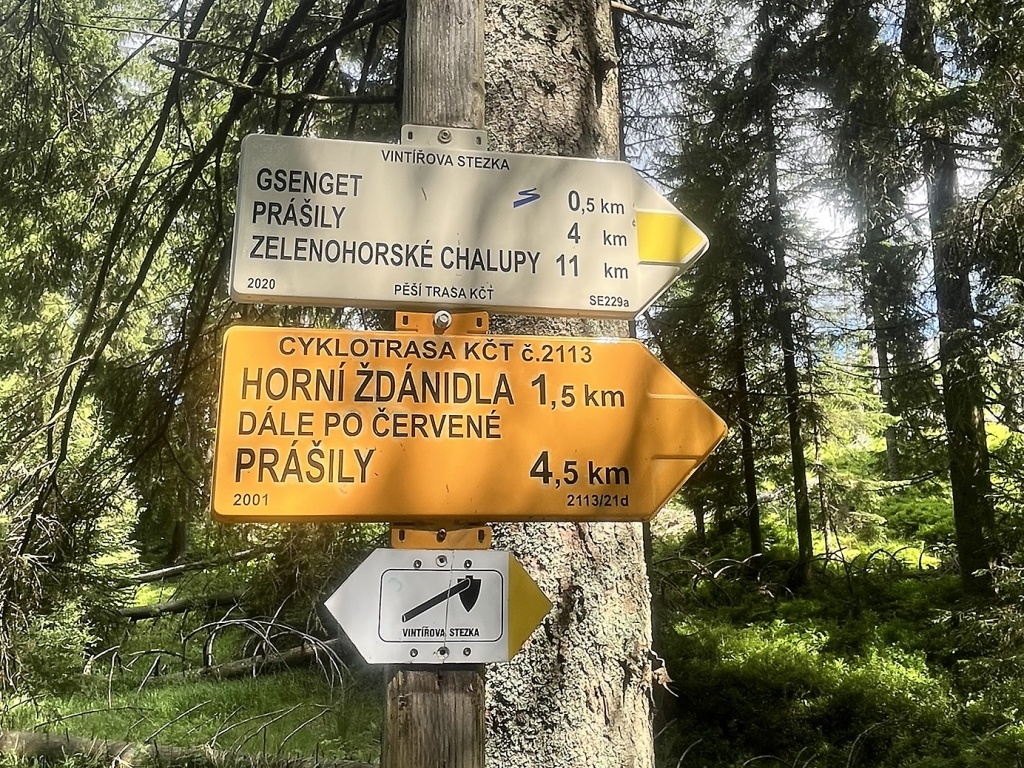 VINTÍŘOVA STEZKA
GSENGET 0,5 km
PRÁŠILY 4 km
ZELENOHORSKÉ CHALUPY 11 km
2020 PĚŠÍ TRASA KČT SE229a
CYKLOTRASA KČT č.2113
HORNÍ ŽDÁNIDLA 1,5 km
DÁLE PO ČERVENÉ
PRÁŠILY 4,5 km
2001 2113/21d
VINTÍŘOVA STEZKA